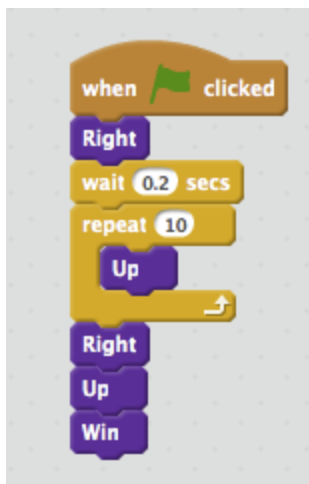 when clicked
Right
wait 0.2 secs
repeat 10
Up
Right
Up
Win